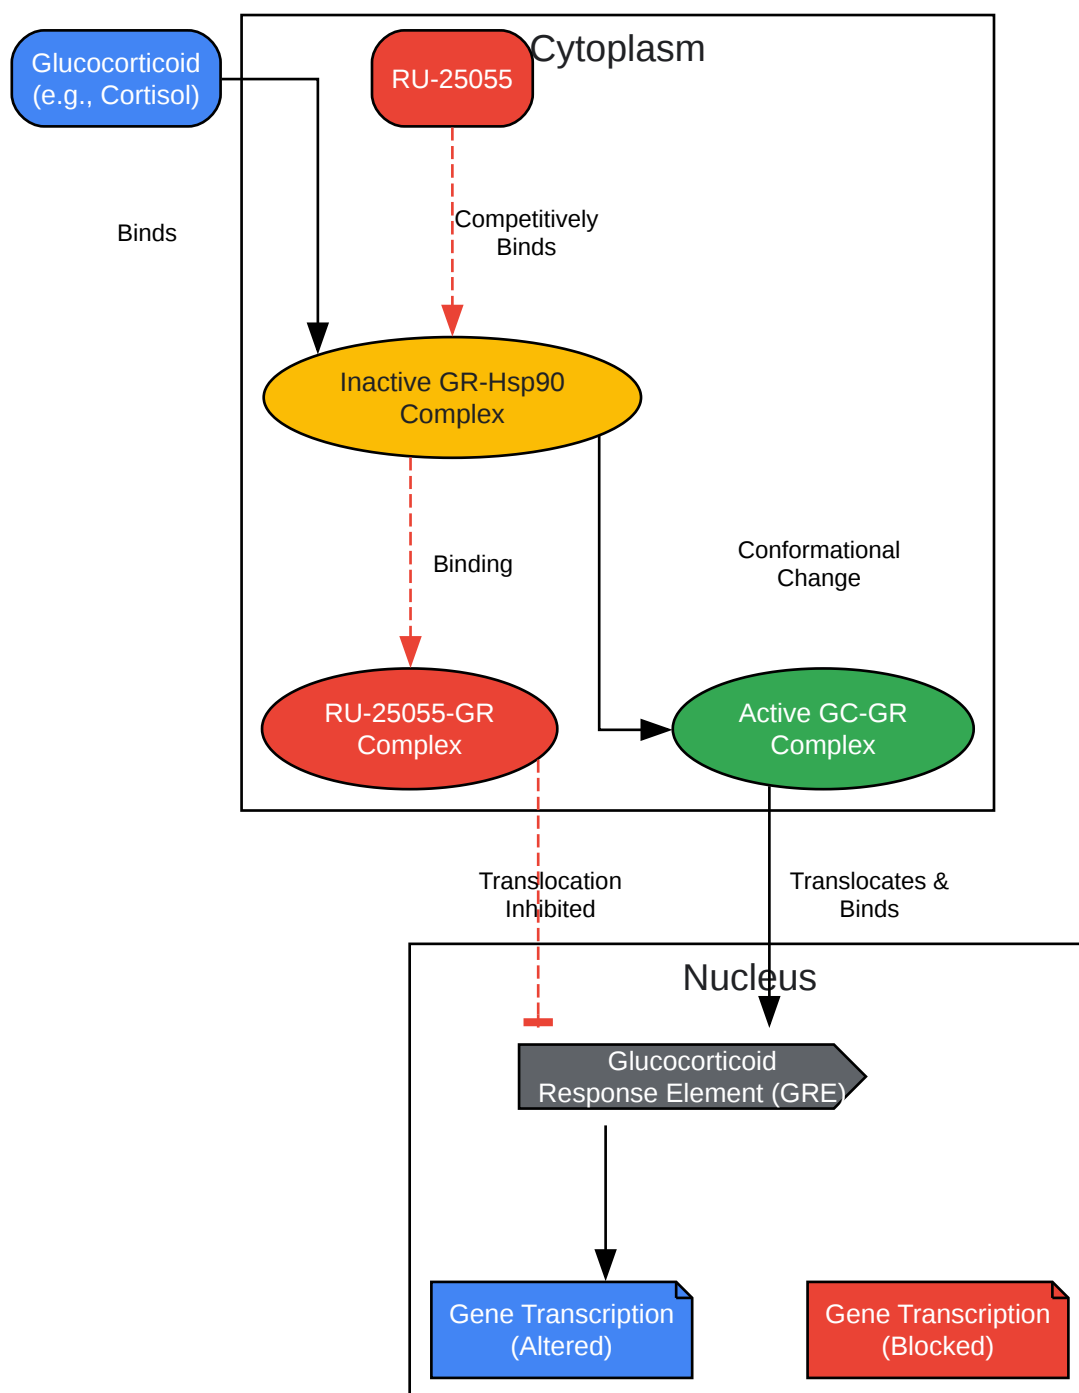 Glucocorticoid
(e.g., Cortisol)
RU-25055
Cytoplasm
Binds
Competitively
Binds
Inactive GR-Hsp90
Complex
Binding
Conformational
Change
RU-25055-GR
Complex
Active GC-GR
Complex
Translocation
Inhibited
Translocates &
Binds
Nucleus
Glucocorticoid
Response Element (GRE)
Gene Transcription
(Altered)
Gene Transcription
(Blocked)